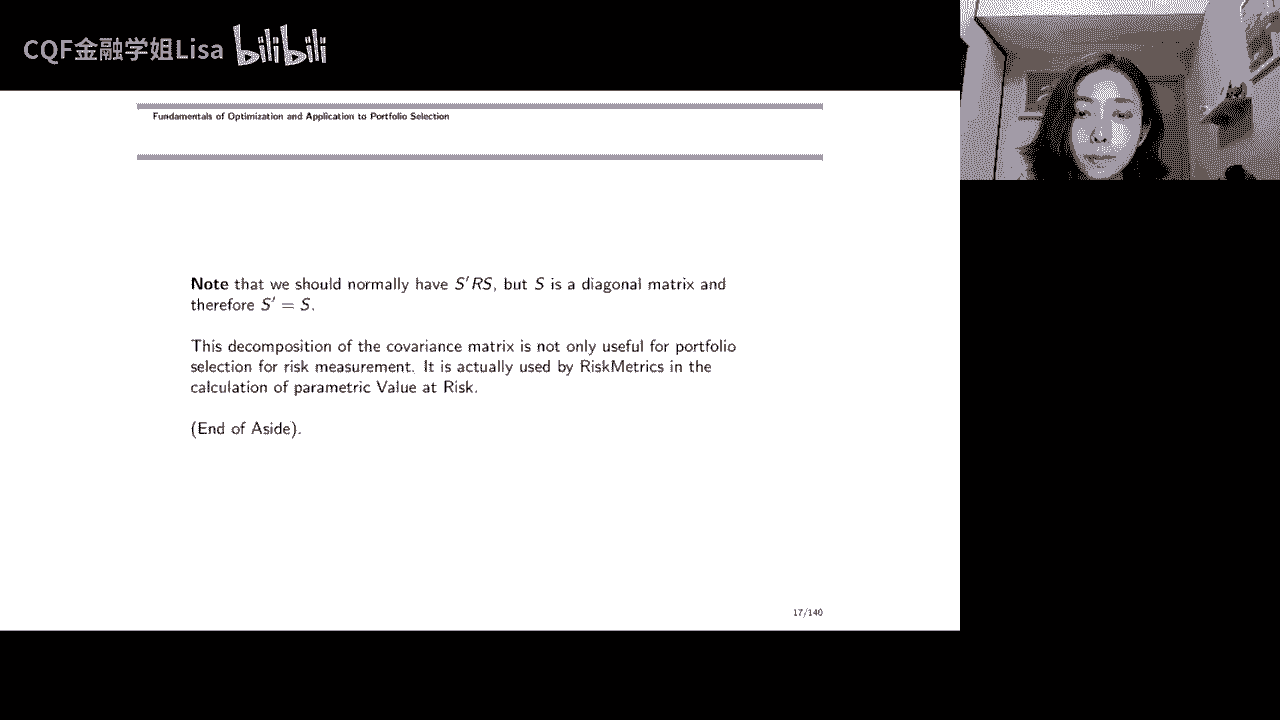 CQF金融学姐Lisa bilibili
Fundamentals of Optimization and Application to Portfolio Selection
Note that we should normally have S′RS, but S is a diagonal matrix and
therefore S′ = S.
This decomposition of the covariance matrix is not only useful for portfolio
selection for risk measurement. It is actually used by RiskMetrics in the
calculation of parametric Value at Risk.
(End of Aside).
17/140